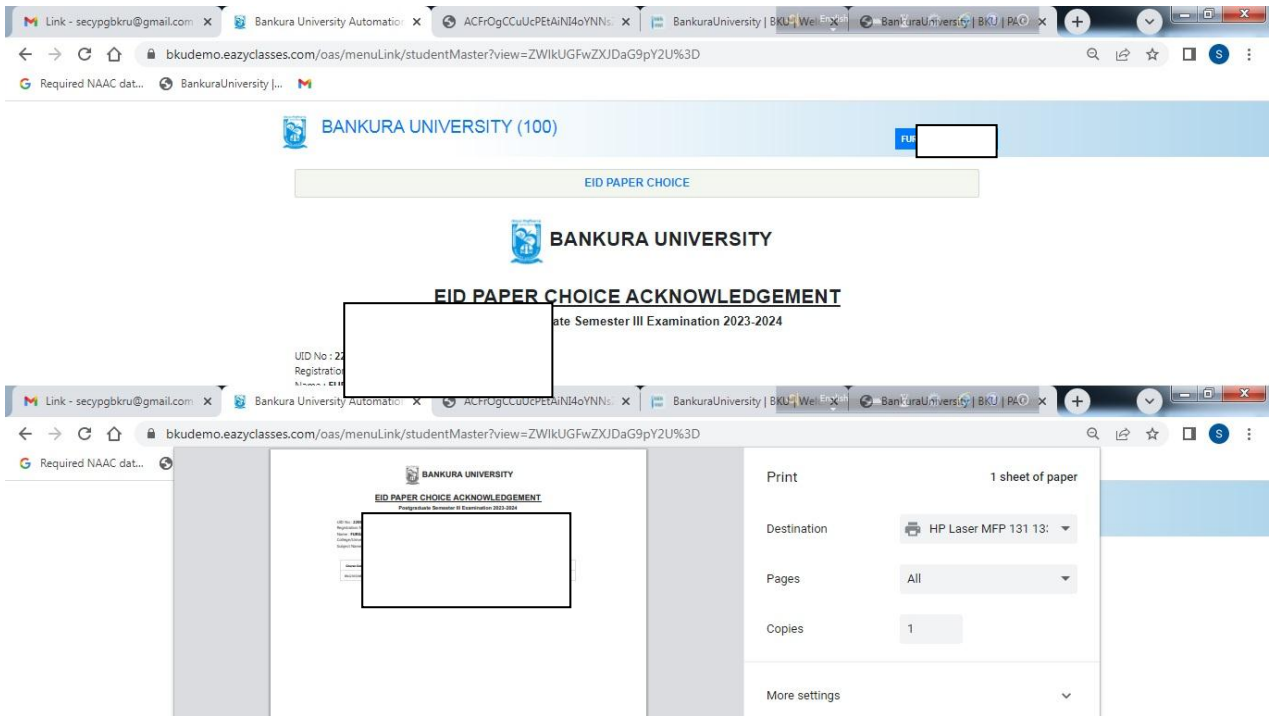 Link - secypgbkru@gmail.com
Bankura University Automation
ACFrOgCCuUcPEtAiNI4oYNNs
BankuraUniversity | BKU | We
BankuraUniversity | BKU | PAO
bkudemo.eazyclasses.com/oas/menuLink/studentMaster?view=ZWlkUGFwZXJDaG9pY2U%3D
S
Required NAAC dat...
BankuraUniversity |...
BANKURA UNIVERSITY (100)
FUR
EID PAPER CHOICE
BANKURA UNIVERSITY
EID PAPER CHOICE ACKNOWLEDGEMENT
ate Semester III Examination 2023-2024
UID No : 22
Registration
Name : FUR
Link - secypgbkru@gmail.com
Bankura University Automation
ACFrOgCCuUcPEtAiNI4oYNNs
BankuraUniversity | BKU | We
BankuraUniversity | BKU | PAO
bkudemo.eazyclasses.com/oas/menuLink/studentMaster?view=ZWlkUGFwZXJDaG9pY2U%3D
S
Required NAAC dat...
BANKURA UNIVERSITY
EID PAPER CHOICE ACKNOWLEDGEMENT
Postgraduate Semester III Examination 2023-2024
Print
1 sheet of paper
Destination
HP Laser MFP 131 13:
Pages
All
Copies
1
More settings